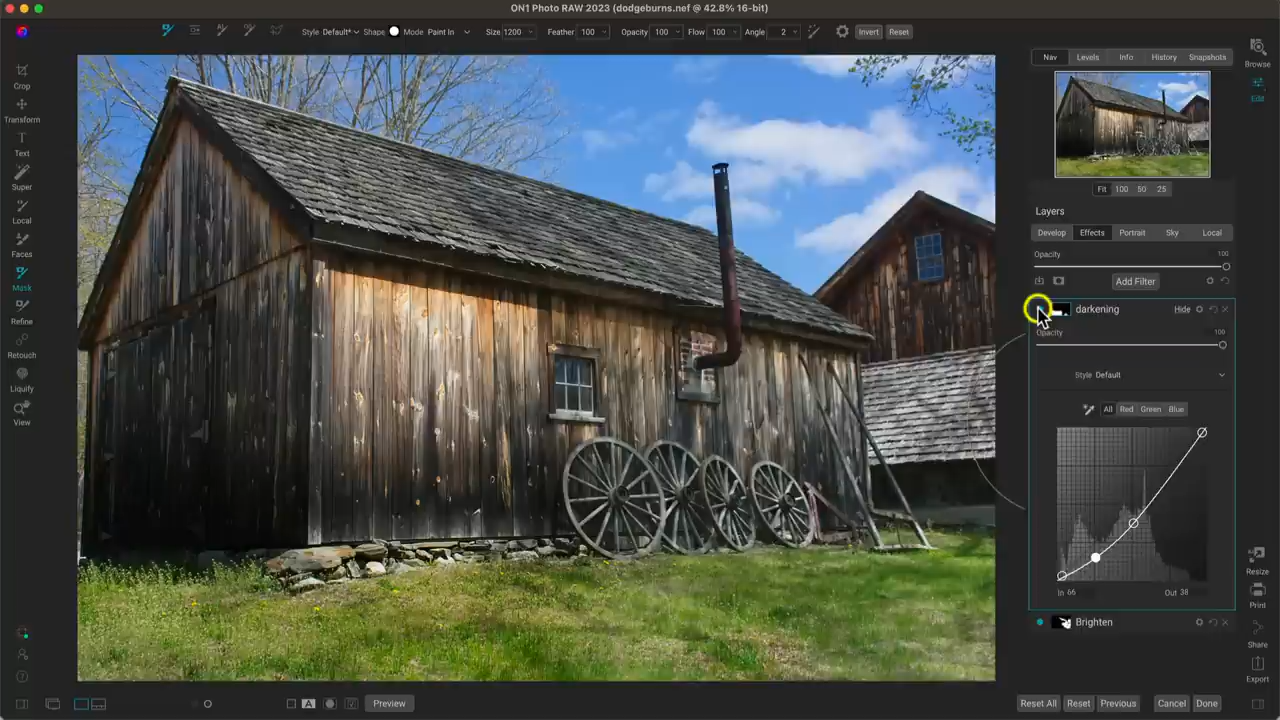 ON1 Photo RAW 2023 (dodgeburns.nef @ 42.8% 16-bit)
Style Default* Shape Mode Paint In Size 1200 Feather 100 Opacity 100 Flow 100 Angle 2 Invert Reset
Crop
Transform
Text
Super
Local
Faces
Mask
Refine
Retouch
Liquify
View
Nav Levels Info History Snapshots
Fit 100 50 25
Layers
Develop Effects Portrait Sky Local
Opacity 100
Add Filter
darkening Hide
Opacity 100
Style Default
All Red Green Blue
In 66 Out 38
Brighten
Browse
Edit
Resize
Print
Share
Export
A Preview
Reset All Reset Previous Cancel Done